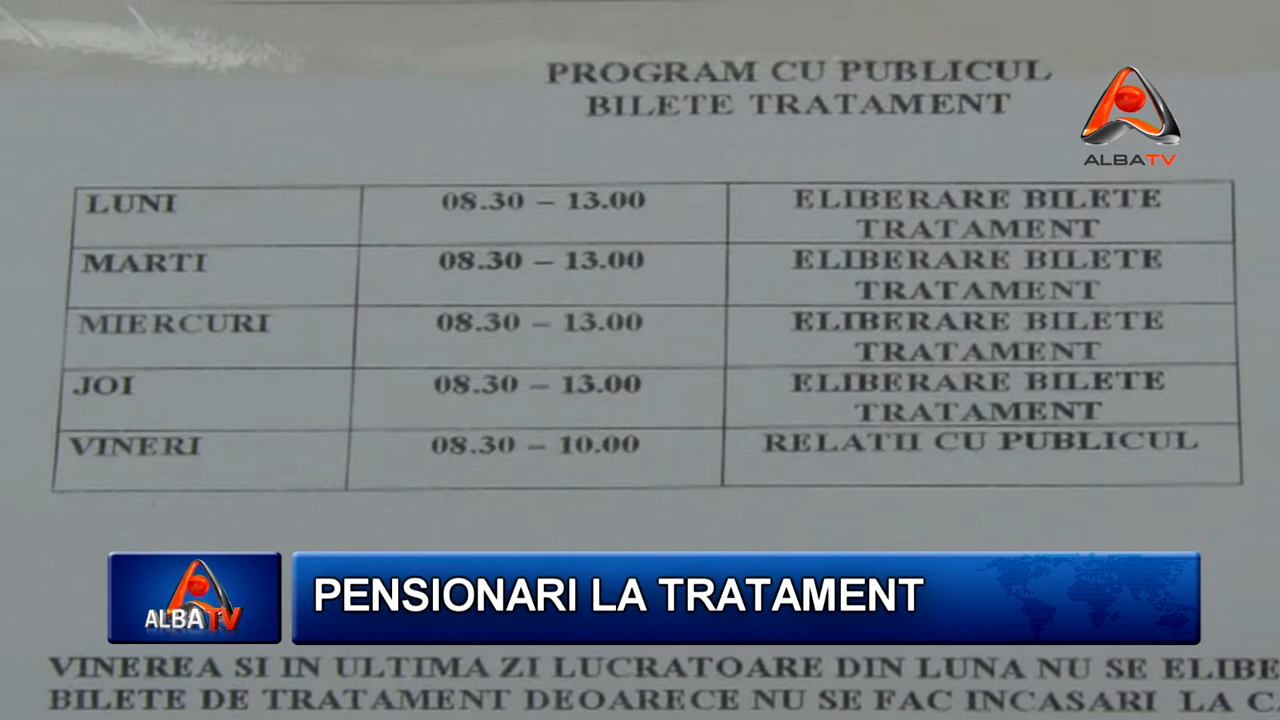 PROGRAM CU PUBLICUL
BILETE TRATAMENT
ALBATV
LUNI 08.30 – 13.00 ELIBERARE BILETE
TRATAMENT
MARTI 08.30 – 13.00 ELIBERARE BILETE
TRATAMENT
MIERCURI 08.30 – 13.00 ELIBERARE BILETE
TRATAMENT
JOI 08.30 – 13.00 ELIBERARE BILETE
TRATAMENT
VINERI 08.30 – 10.00 RELATII CU PUBLICUL
ALBATV
PENSIONARI LA TRATAMENT
VINEREA SI IN ULTIMA ZI LUCRATOARE DIN LUNA NU SE
BILETE DE TRATAMENT DEOARECE NU SE FAC INCASARI LA